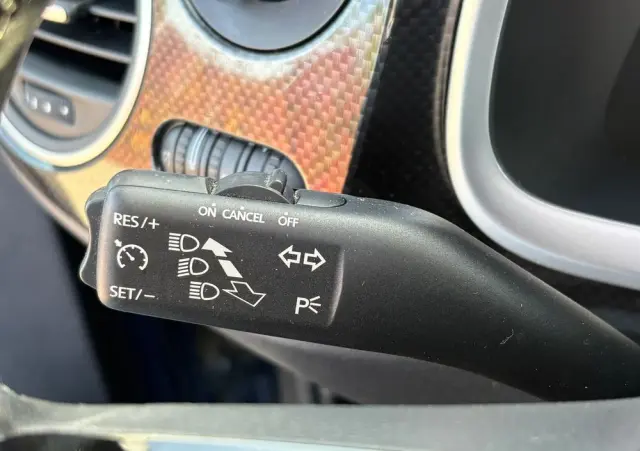 ON CANCEL OFF
RES/+
SET/-
P